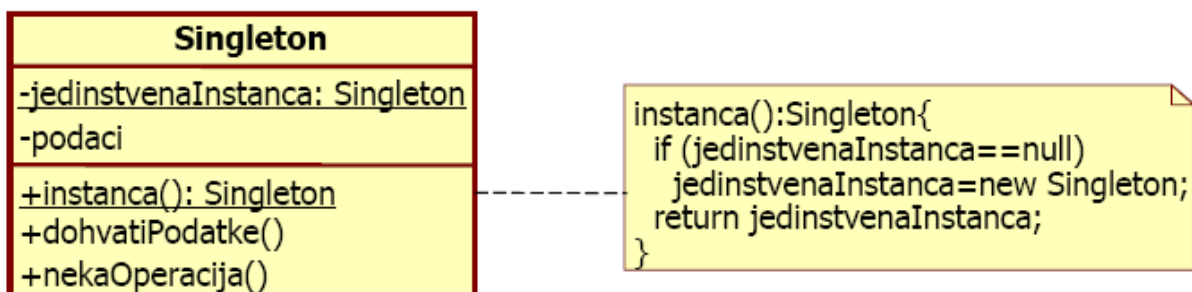 Singleton
-jedinstvenaInstanca: Singleton
-podaci
+instanca(): Singleton
+dohvatiPodatke()
+nekaOperacija()
instanca():Singleton{
if (jedinstvenaInstanca==null)
jedinstvenaInstanca=new Singleton;
return jedinstvenaInstanca;
}